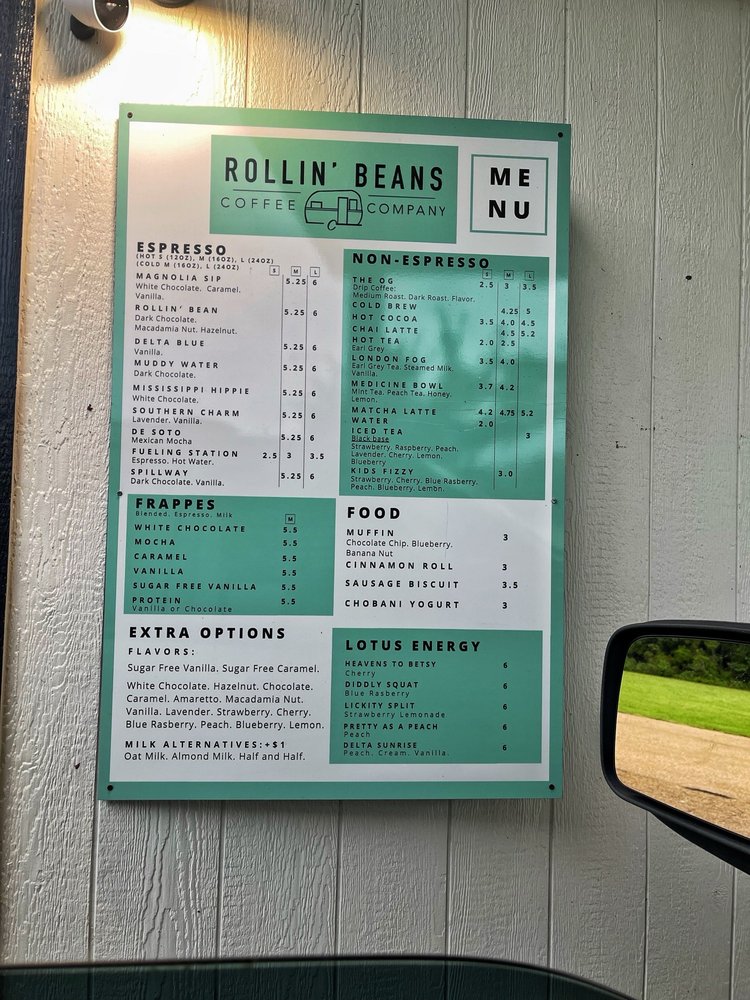 ROLLIN' BEANS
COFFEE COMPANY
ME
NU
ESPRESSO
(HOT S (12OZ), M (16OZ), L (24OZ)
(COLD M (16OZ), L (24OZ)
S M L
MAGNOLIA SIP 5.25 6
White Chocolate. Caramel.
Vanilla.
ROLLIN' BEAN 5.25 6
Dark Chocolate.
Macadamia Nut. Hazelnut.
DELTA BLUE 5.25 6
Vanilla.
MUDDY WATER 5.25 6
Dark Chocolate.
MISSISSIPPI HIPPIE 5.25 6
White Chocolate.
SOUTHERN CHARM 5.25 6
Lavender. Vanilla.
DE SOTO 5.25 6
Mexican Mocha
FUELING STATION 2.5 3 3.5
Espresso. Hot Water.
SPILLWAY 5.25 6
Dark Chocolate. Vanilla.
NON-ESPRESSO
S M L
THE OG 2.5 3 3.5
Drip Coffee:
Medium Roast. Dark Roast. Flavor.
COLD BREW 4.25 5
HOT COCOA 3.5 4.0 4.5
CHAI LATTE 4.5 5.2
HOT TEA 2.0 2.5
Earl Grey
LONDON FOG 3.5 4.0
Earl Grey Tea. Steamed Milk.
Vanilla.
MEDICINE BOWL 3.7 4.2
Mint Tea. Peach Tea. Honey.
Lemon.
MATCHA LATTE 4.2 4.75 5.2
WATER 2.0
ICED TEA 3
Black base
Strawberry. Raspberry. Peach.
Lavender. Cherry. Lemon.
Blueberry
KIDS FIZZY 3.0
Strawberry. Cherry. Blue Rasberry.
Peach. Blueberry. Lemon.
FRAPPES
Blended. Espresso. Milk
M
WHITE CHOCOLATE 5.5
MOCHA 5.5
CARAMEL 5.5
VANILLA 5.5
SUGAR FREE VANILLA 5.5
PROTEIN 5.5
Vanilla or Chocolate
FOOD
MUFFIN 3
Chocolate Chip. Blueberry.
Banana Nut
CINNAMON ROLL 3
SAUSAGE BISCUIT 3.5
CHOBANI YOGURT 3
EXTRA OPTIONS
FLAVORS:
Sugar Free Vanilla. Sugar Free Caramel.
White Chocolate. Hazelnut. Chocolate.
Caramel. Amaretto. Macadamia Nut.
Vanilla. Lavender. Strawberry. Cherry.
Blue Rasberry. Peach. Blueberry. Lemon.
MILK ALTERNATIVES:+$1
Oat Milk. Almond Milk. Half and Half.
LOTUS ENERGY
HEAVENS TO BETSY 6
Cherry
DIDDLY SQUAT 6
Blue Rasberry
LICKITY SPLIT 6
Strawberry Lemonade
PRETTY AS A PEACH 6
Peach
DELTA SUNRISE 6
Peach. Cream. Vanilla.